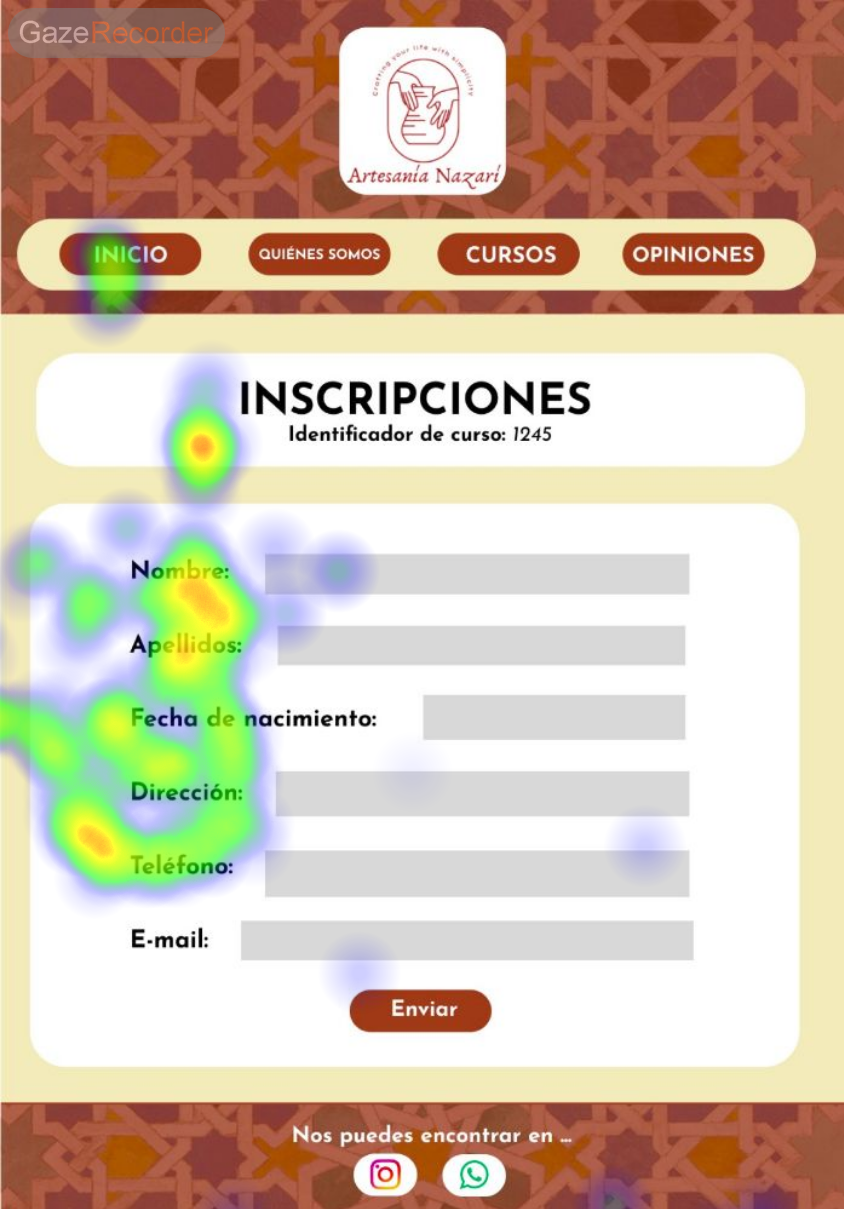 GazeRecorder
Crafting your life with simplicity
Artesanía Nazarí
INICIO
QUIÉNES SOMOS
CURSOS
OPINIONES
INSCRIPCIONES
Identificador de curso: 1245
Nombre:
Apellidos:
Fecha de nacimiento:
Dirección:
Teléfono:
E-mail:
Enviar
Nos puedes encontrar en ...